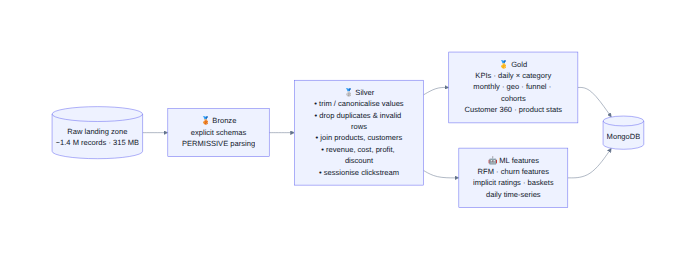 Raw landing zone
~1.4 M records · 315 MB
🥉 Bronze
explicit schemas
PERMISSIVE parsing
🥈 Silver
• trim / canonicalise values
• drop duplicates & invalid
rows
• join products, customers
• revenue, cost, profit,
discount
• sessionise clickstream
🥇 Gold
KPIs · daily × category
monthly · geo · funnel ·
cohorts
Customer 360 · product stats
🤖 ML features
RFM · churn features
implicit ratings · baskets
daily time-series
MongoDB